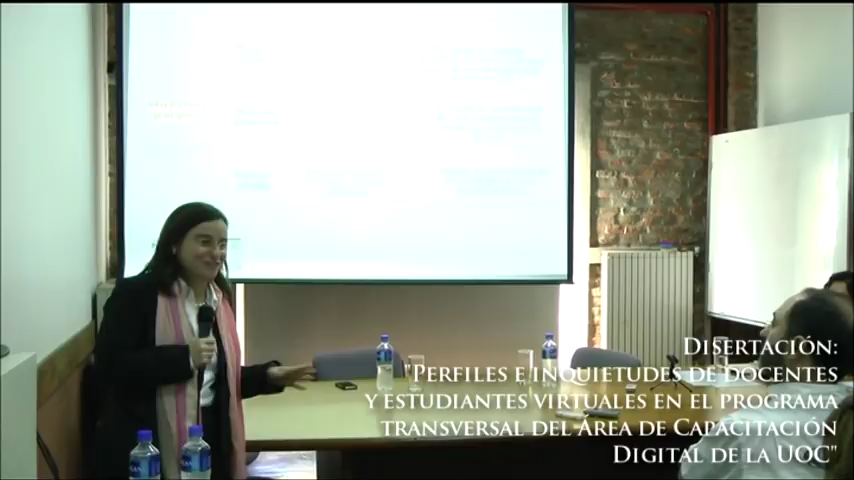 Disertación:
"Perfiles e inquietudes de docentes
y estudiantes virtuales en el programa
transversal del Área de Capacitación
Digital de la UOC"